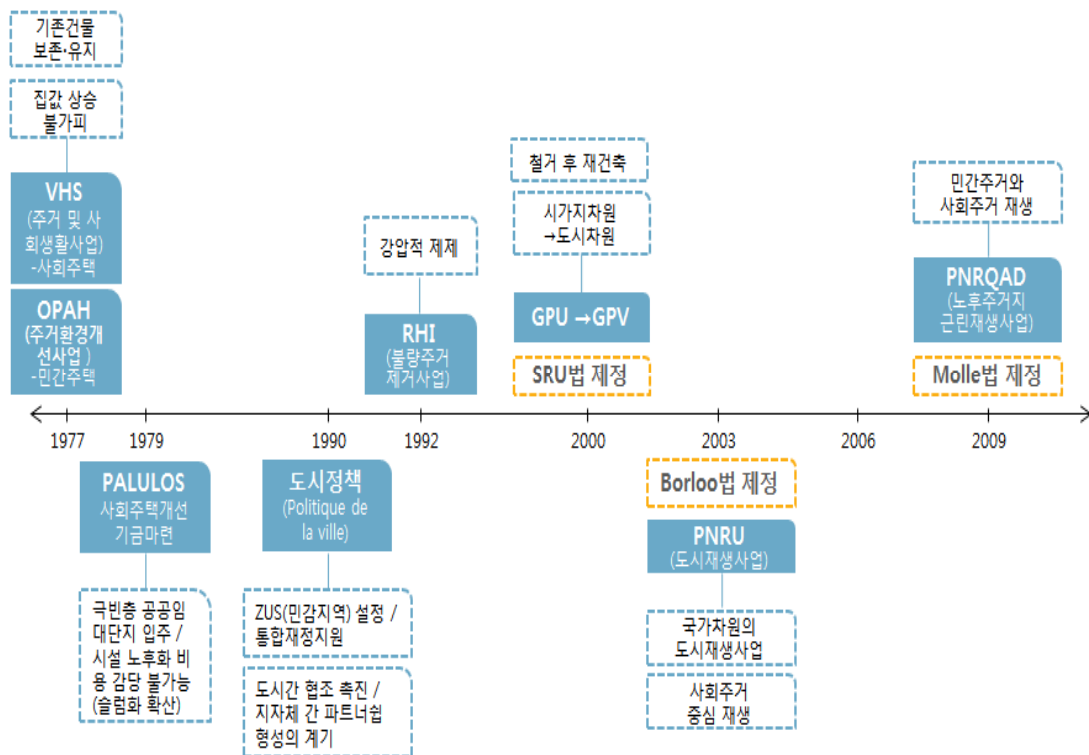 기존건물
보존·유지
집값 상승
불가피
VHS
(주거 및 사
회생활사업)
-사회주택
OPAH
(주거환경개
선사업 )
-민간주택
강압적 제제
RHI
(불량주거
제거사업)
철거 후 재건축
시가지차원
→도시차원
GPU →GPV
SRU법 제정
민간주거와
사회주거 재생
PNRQAD
(노후주거지
근린재생사업)
Molle법 제정
1977
1979
1990
1992
2000
2003
2006
2009
PALULOS
사회주택개선
기금마련
극빈층 공공임
대단지 입주 /
시설 노후화 비
용 감당 불가능
(슬럼화 확산)
도시정책
(Politique de
la ville)
ZUS(민감지역) 설정 /
통합재정지원
도시간 협조 촉진 /
지자체 간 파트너쉽
형성의 계기
Borloo법 제정
PNRU
(도시재생사업)
국가차원의
도시재생사업
사회주거
중심 재생